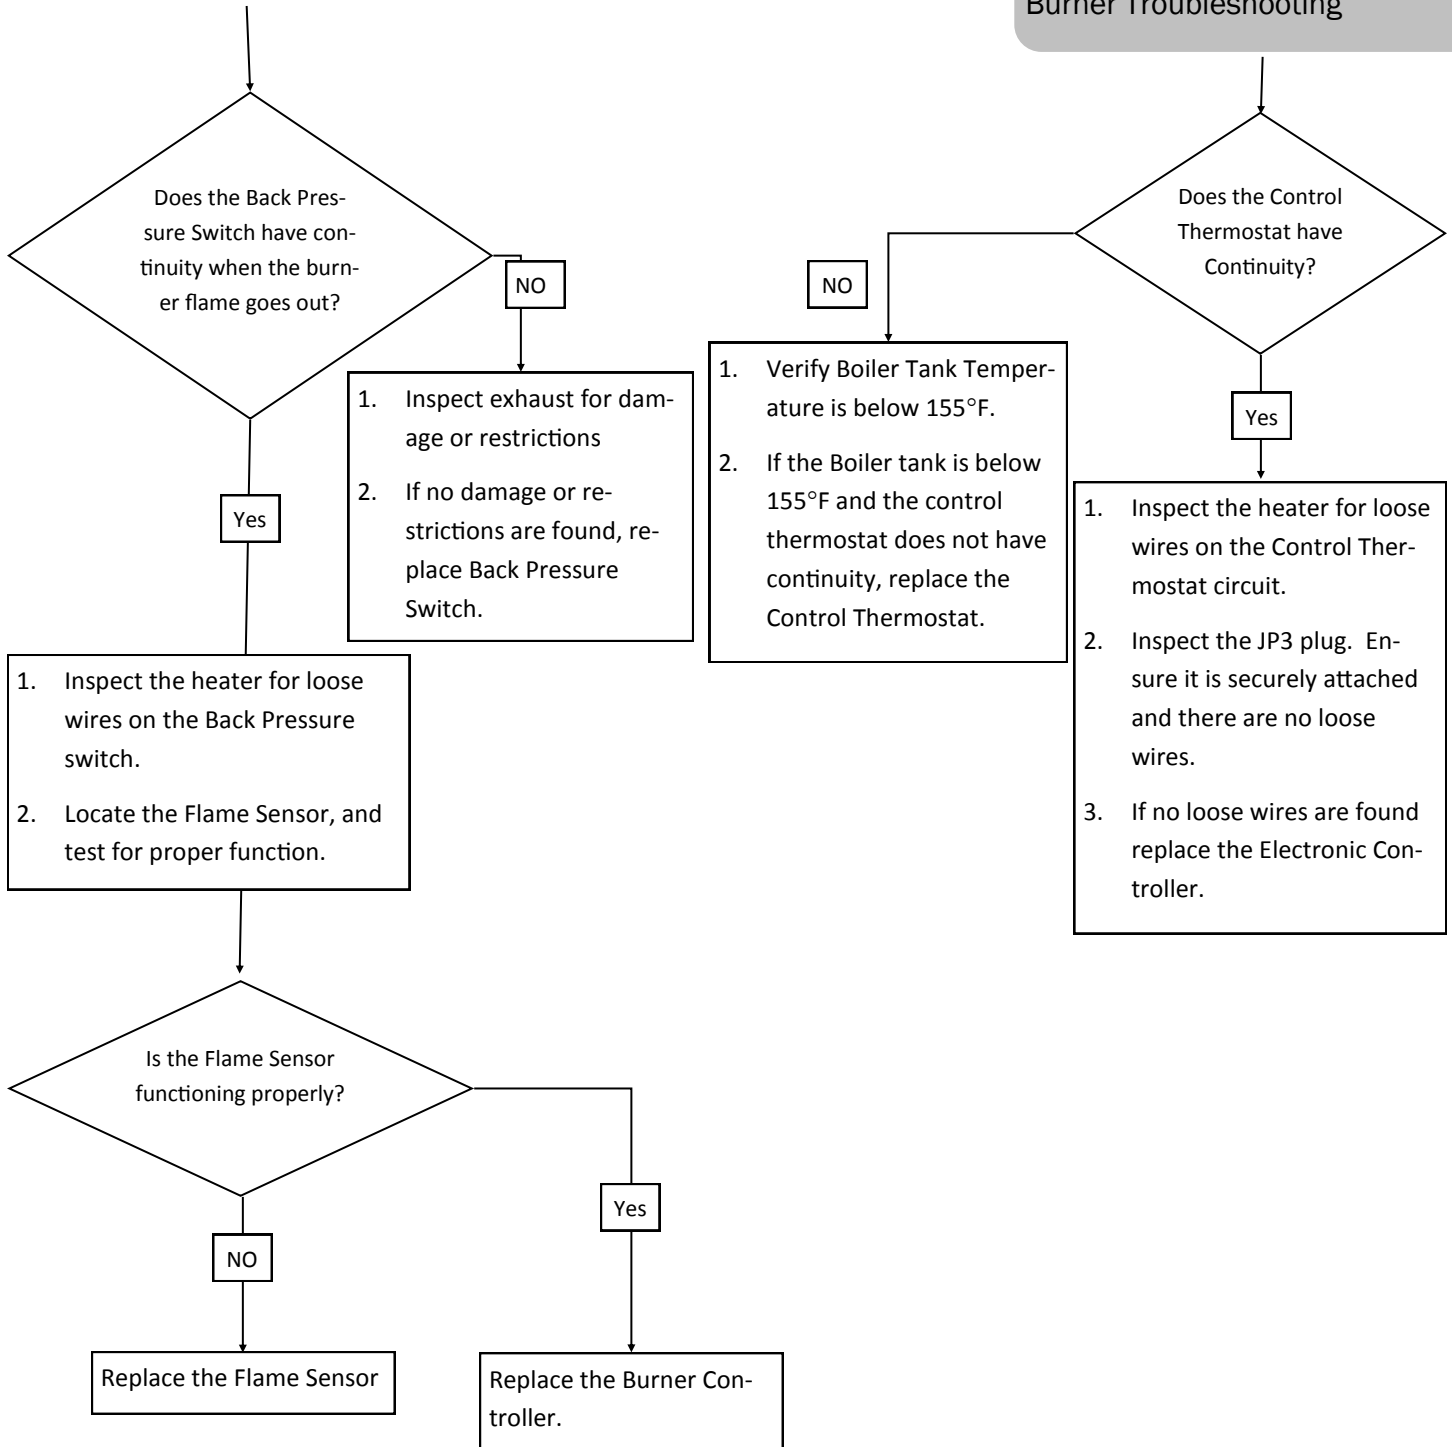 Burner Troubleshooting
Does the Back Pres-
sure Switch have con-
tinuity when the burn-
er flame goes out?
NO
1. Inspect exhaust for dam-
age or restrictions
2. If no damage or re-
strictions are found, re-
place Back Pressure
Switch.
Yes
1. Inspect the heater for loose
wires on the Back Pressure
switch.
2. Locate the Flame Sensor, and
test for proper function.
Is the Flame Sensor
functioning properly?
NO
Replace the Flame Sensor
Yes
Replace the Burner Con-
troller.
Does the Control
Thermostat have
Continuity?
NO
1. Verify Boiler Tank Temper-
ature is below 155°F.
2. If the Boiler tank is below
155°F and the control
thermostat does not have
continuity, replace the
Control Thermostat.
Yes
1. Inspect the heater for loose
wires on the Control Ther-
mostat circuit.
2. Inspect the JP3 plug. En-
sure it is securely attached
and there are no loose
wires.
3. If no loose wires are found
replace the Electronic Con-
troller.